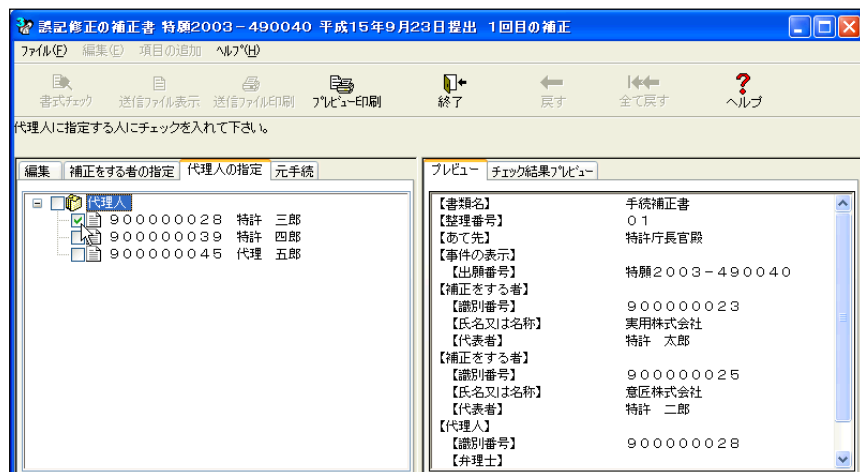 誤記修正の補正書 特願2003－490040 平成15年9月23日提出 1回目の補正
ファイル(F) 編集(E) 項目の追加 ヘルプ(H)
書式チェック 送信ファイル表示 送信ファイル印刷 プレビュー印刷 終了 戻す 全て戻す ヘルプ
代理人に指定する人にチェックを入れて下さい。
編集 補正をする者の指定 代理人の指定 元手続
代理人
900000028 特許 三郎
900000039 特許 四郎
900000045 代理 五郎
プレビュー チェック結果プレビュー
【書類名】 手続補正書
【整理番号】 01
【あて先】 特許庁長官殿
【事件の表示】
【出願番号】 特願2003－490040
【補正をする者】
【識別番号】 900000023
【氏名又は名称】 実用株式会社
【代表者】 特許 太郎
【補正をする者】
【識別番号】 900000025
【氏名又は名称】 意匠株式会社
【代表者】 特許 二郎
【代理人】
【識別番号】 900000028
【弁理士】